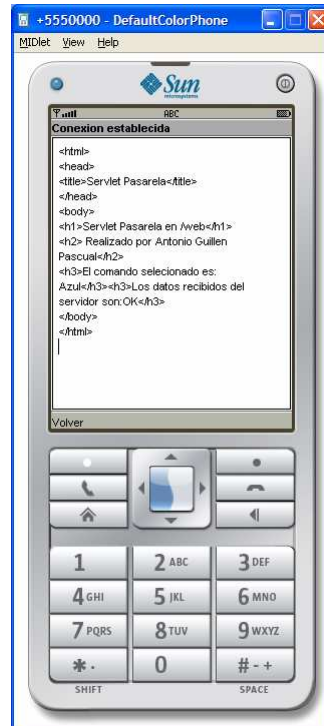 +5550000 - DefaultColorPhone
MIDlet View Help
Sun
microsystems
ABC
Conexion establecida
<html>
<head>
<title>Servlet Pasarela</title>
</head>
<body>
<h1>Servlet Pasarela en /web</h1>
<h2> Realizado por Antonio Guillen
Pascual</h2>
<h3>El comando selecionado es:
Azul</h3><h3>Los datos recibidos del
servidor son:OK</h3>
</body>
</html>
Volver
1 2 ABC 3 DEF
4 GHI 5 JKL 6 MNO
7 PQRS 8 TUV 9 WXYZ
* . 0 # - +
SHIFT SPACE